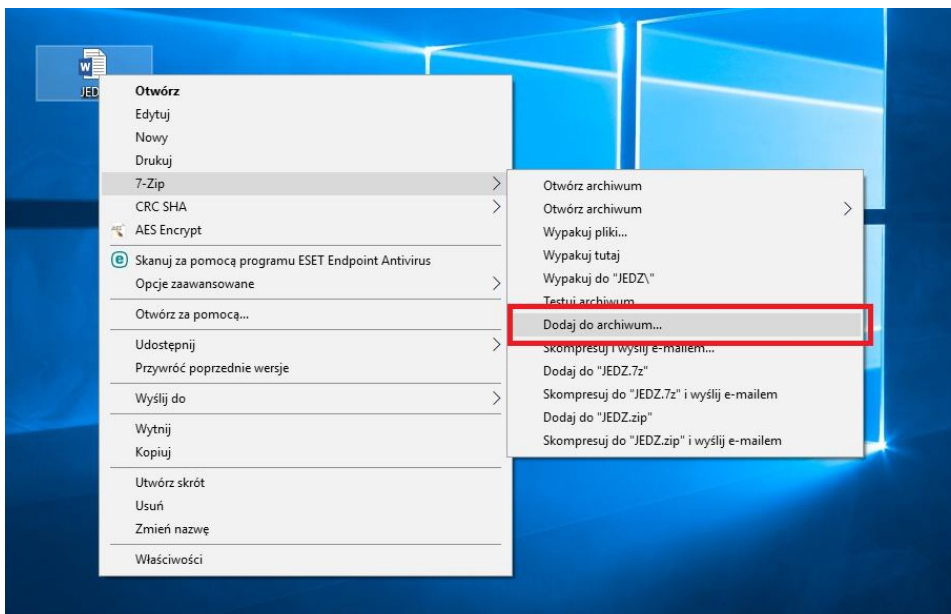 JED
Otwórz
Edytuj
Nowy
Drukuj
7-Zip
CRC SHA
AES Encrypt
Skanuj za pomocą programu ESET Endpoint Antivirus
Opcje zaawansowane
Otwórz za pomocą...
Udostępnij
Przywróć poprzednie wersje
Wyślij do
Wytnij
Kopiuj
Utwórz skrót
Usuń
Zmień nazwę
Właściwości
Otwórz archiwum
Otwórz archiwum
Wypakuj pliki...
Wypakuj tutaj
Wypakuj do "JEDZ\"
Testuj archiwum
Dodaj do archiwum...
Skompresuj i wyślij e-mailem...
Dodaj do "JEDZ.7z"
Skompresuj do "JEDZ.7z" i wyślij e-mailem
Dodaj do "JEDZ.zip"
Skompresuj do "JEDZ.zip" i wyślij e-mailem